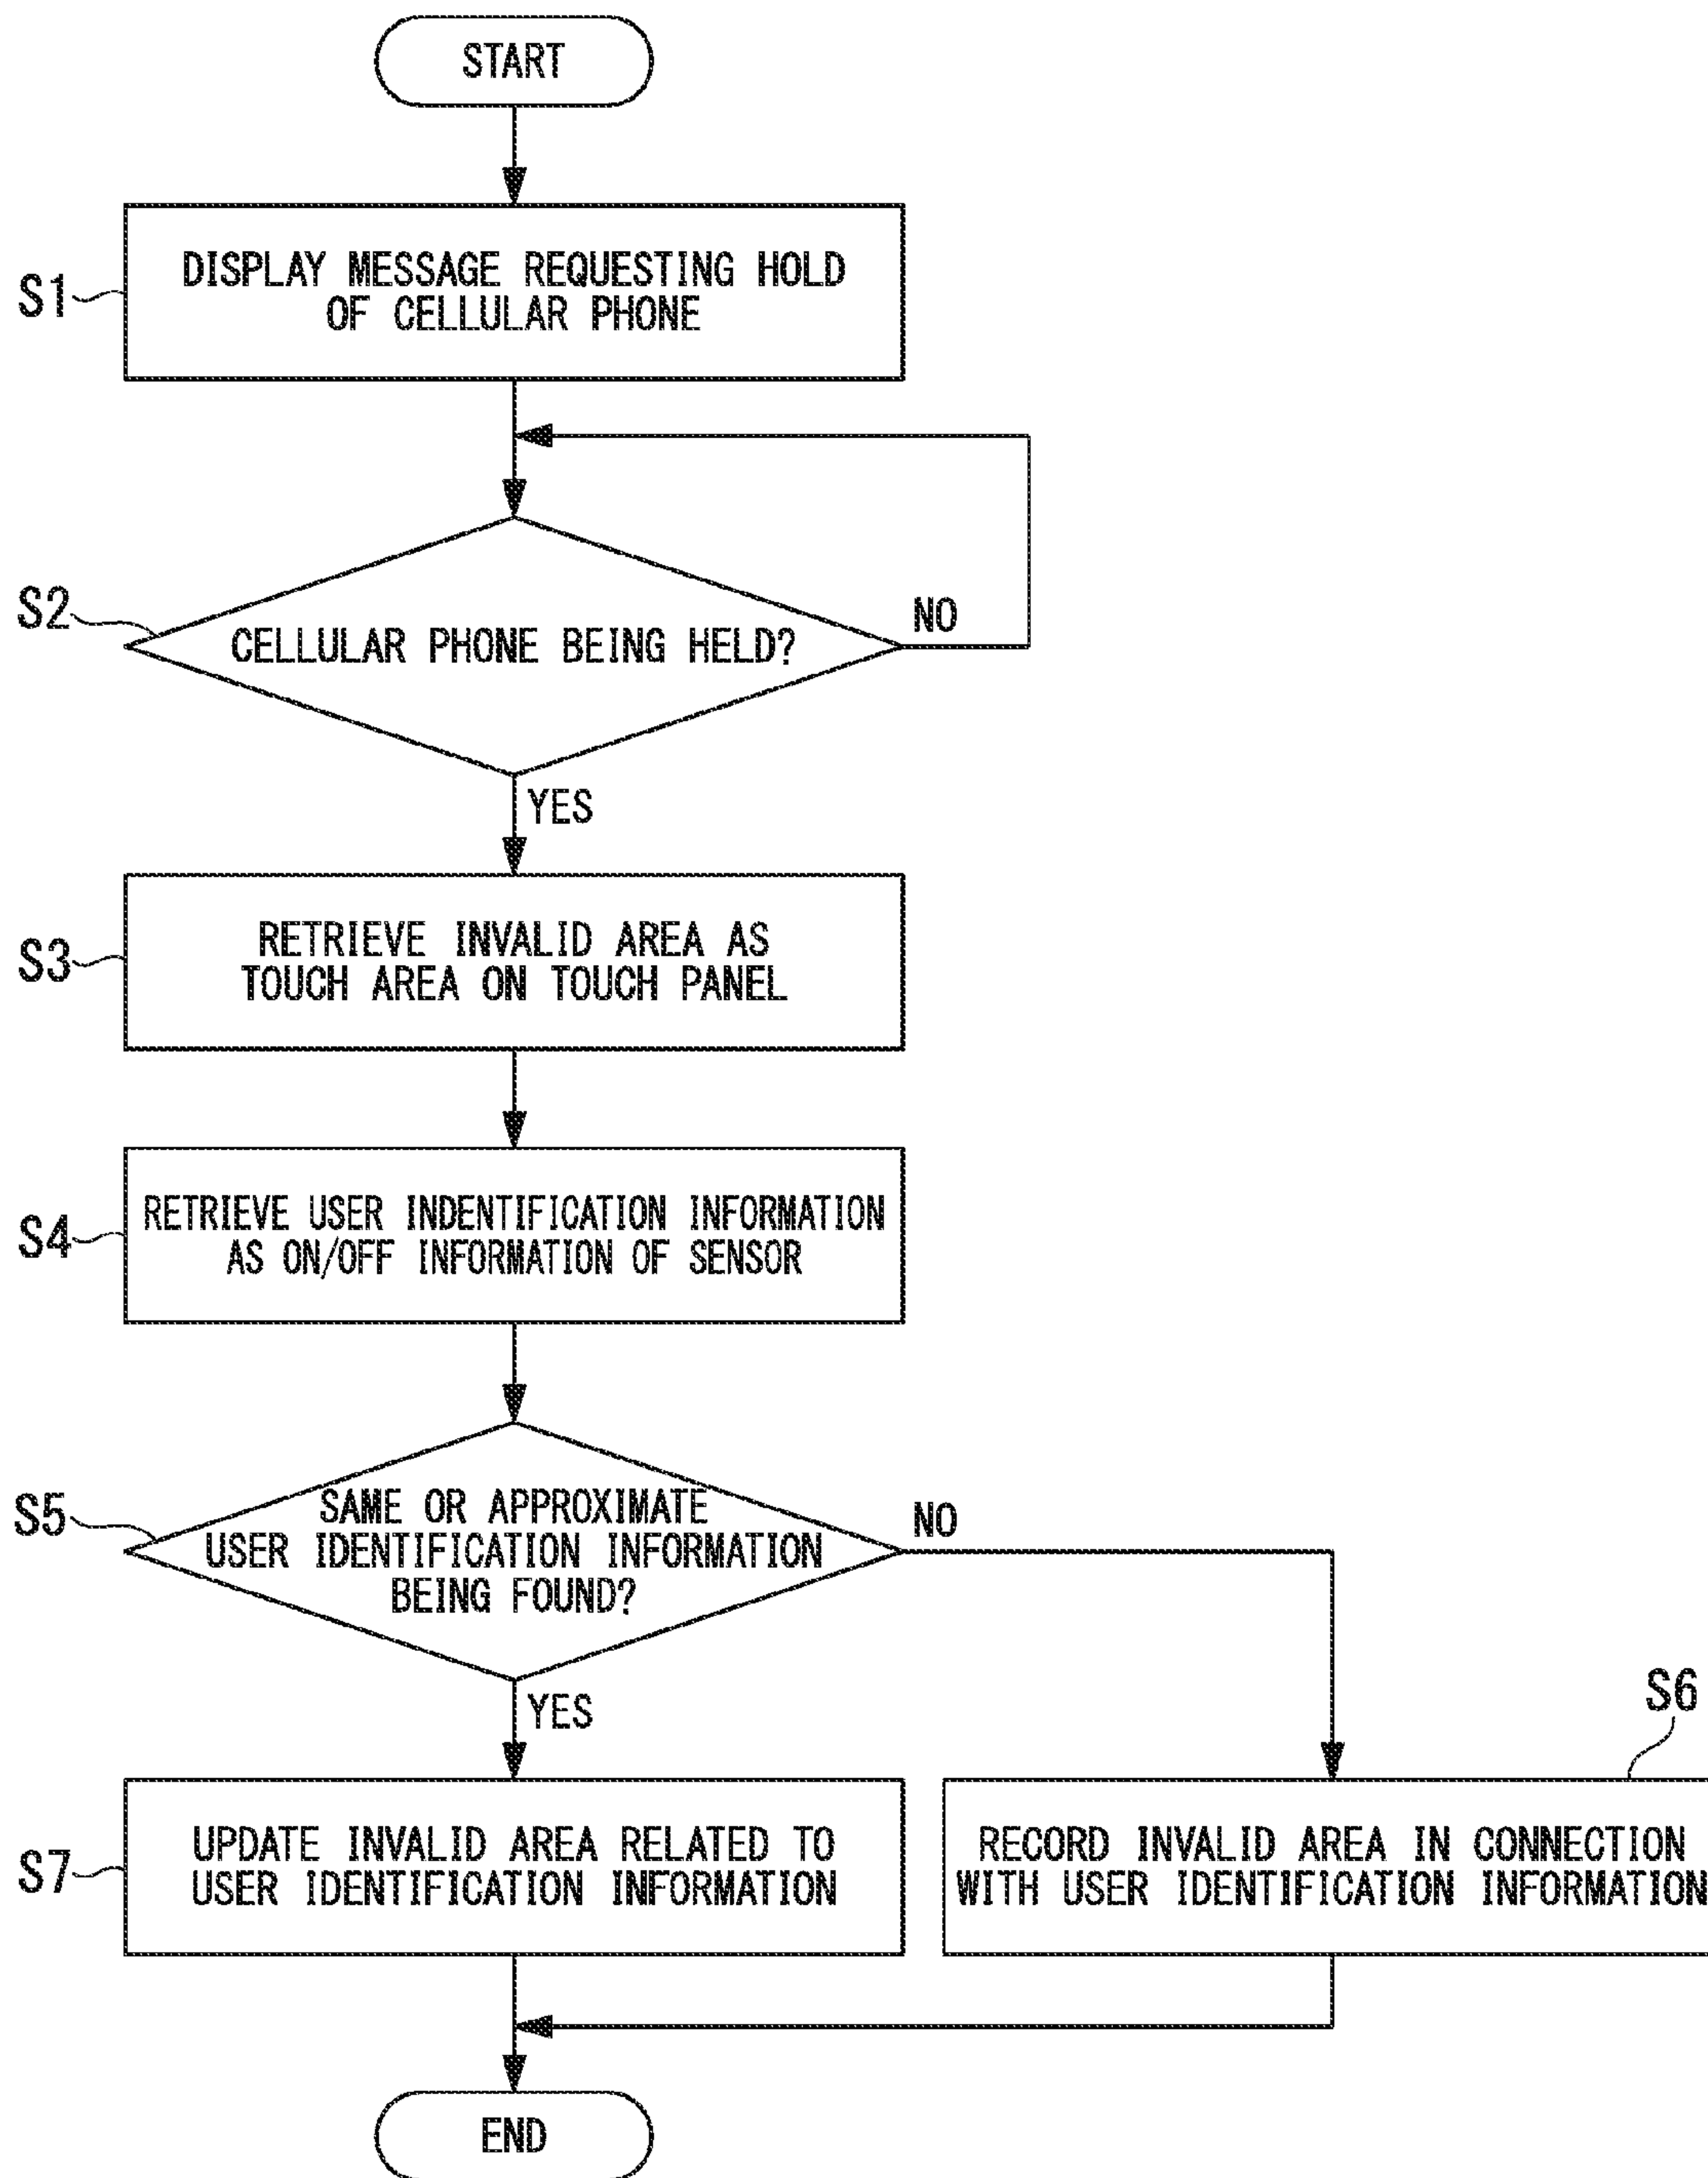 START
S1
DISPLAY MESSAGE REQUESTING HOLD
OF CELLULAR PHONE
S2
CELLULAR PHONE BEING HELD?
NO
YES
S3
RETRIEVE INVALID AREA AS
TOUCH AREA ON TOUCH PANEL
S4
RETRIEVE USER INDENTIFICATION INFORMATION
AS ON/OFF INFORMATION OF SENSOR
S5
SAME OR APPROXIMATE
USER IDENTIFICATION INFORMATION
BEING FOUND?
NO
YES
S6
S7
UPDATE INVALID AREA RELATED TO
USER IDENTIFICATION INFORMATION
RECORD INVALID AREA IN CONNECTION
WITH USER IDENTIFICATION INFORMATION
END